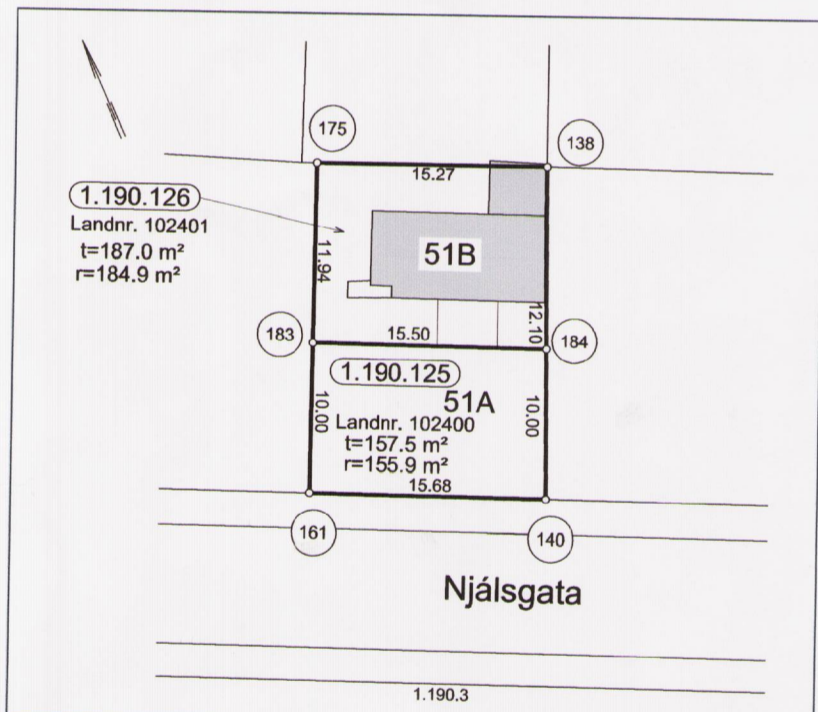 175
138
15.27
1.190.126
Landnr. 102401
t=187.0 m²
r=184.9 m²
11.94
51B
12.10
183
15.50
184
1.190.125
51A
10.00
10.00
Landnr. 102400
t=157.5 m²
r=155.9 m²
15.68
161
140
Njálsgata
1.190.3